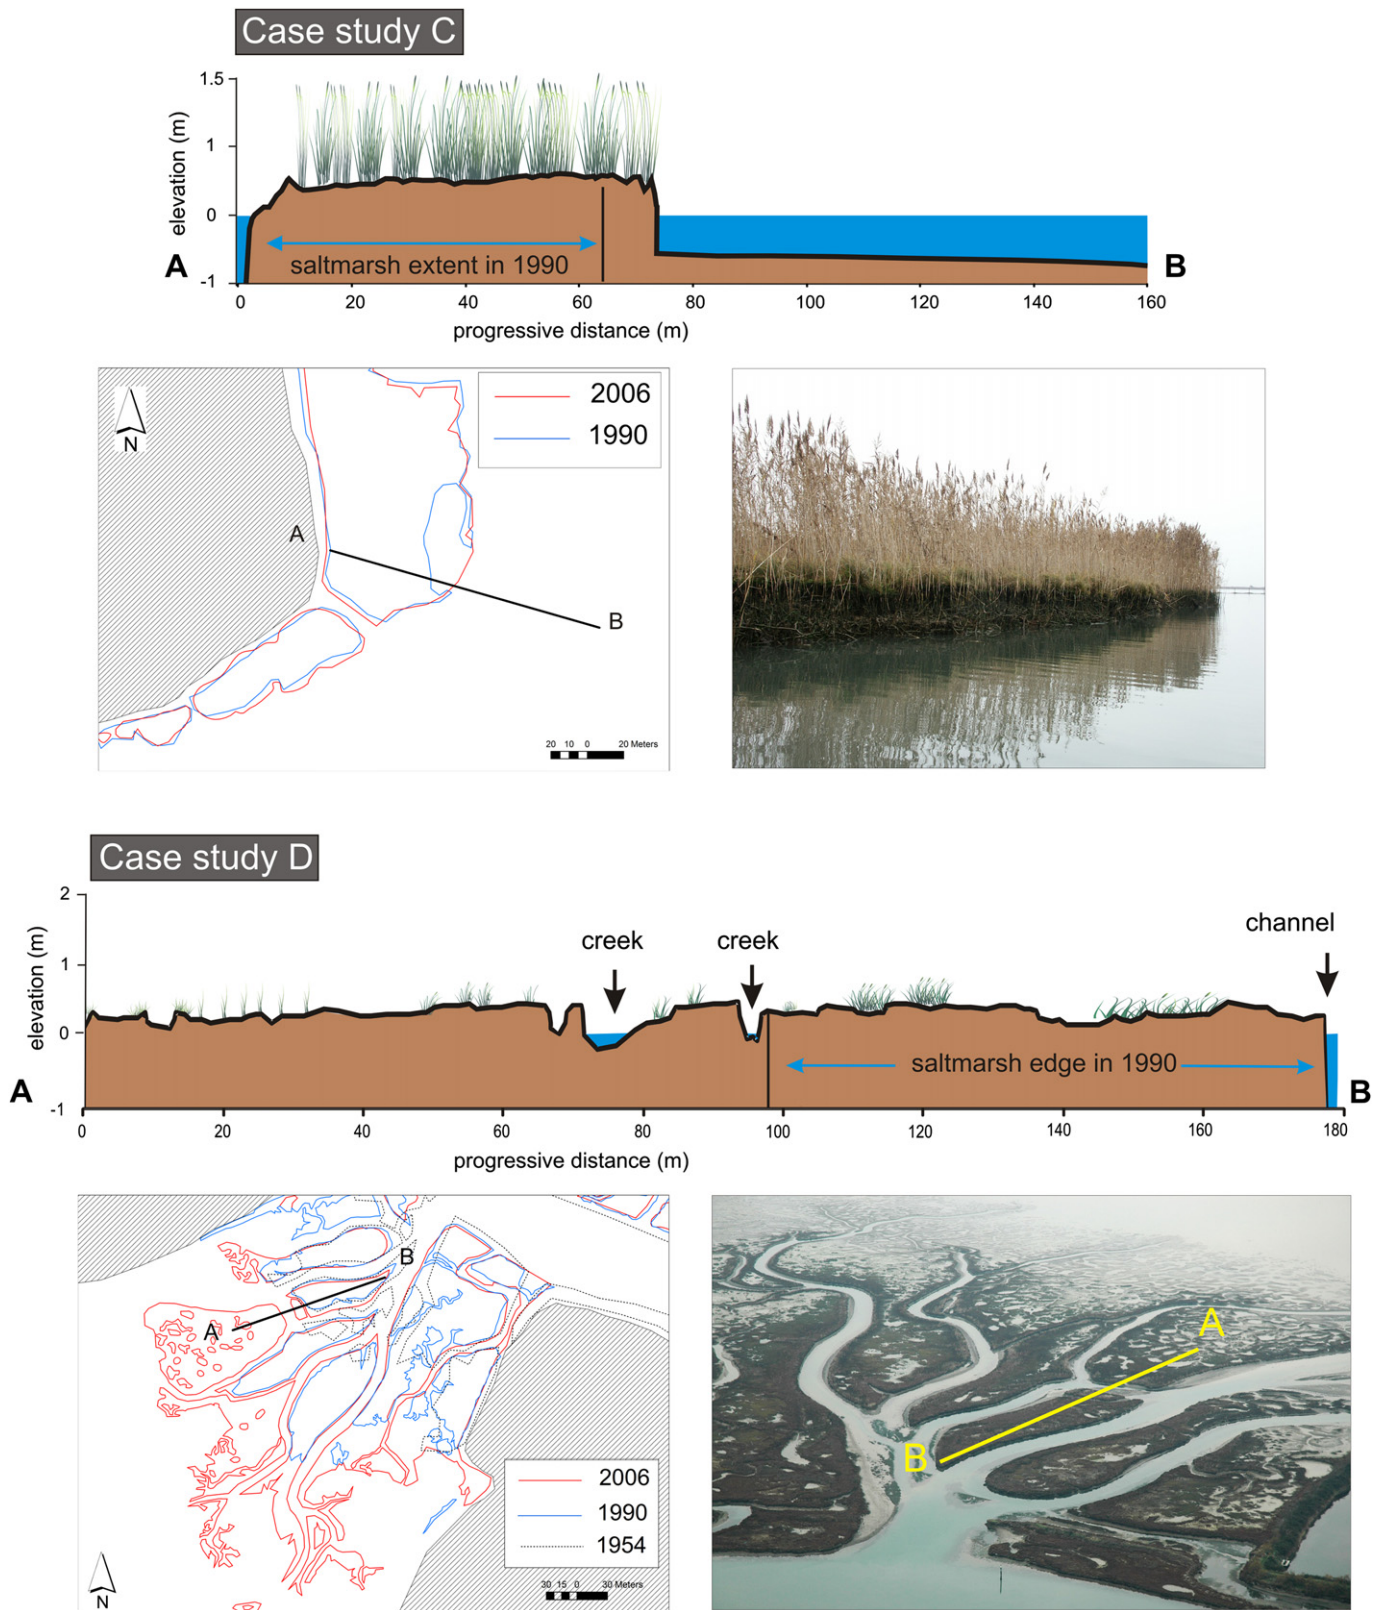 Case study C
1.5
1
0
-1
elevation (m)
A
B
saltmarsh extent in 1990
0 20 40 60 80 100 120 140 160
progressive distance (m)
N
2006
1990
A
B
20 10 0 20 Meters
Case study D
2
1
0
-1
elevation (m)
creek
creek
channel
A
B
saltmarsh edge in 1990
0 20 40 60 80 100 120 140 160 180
progressive distance (m)
B
A
2006
1990
1954
30 15 0 30 Meters
N
A
B